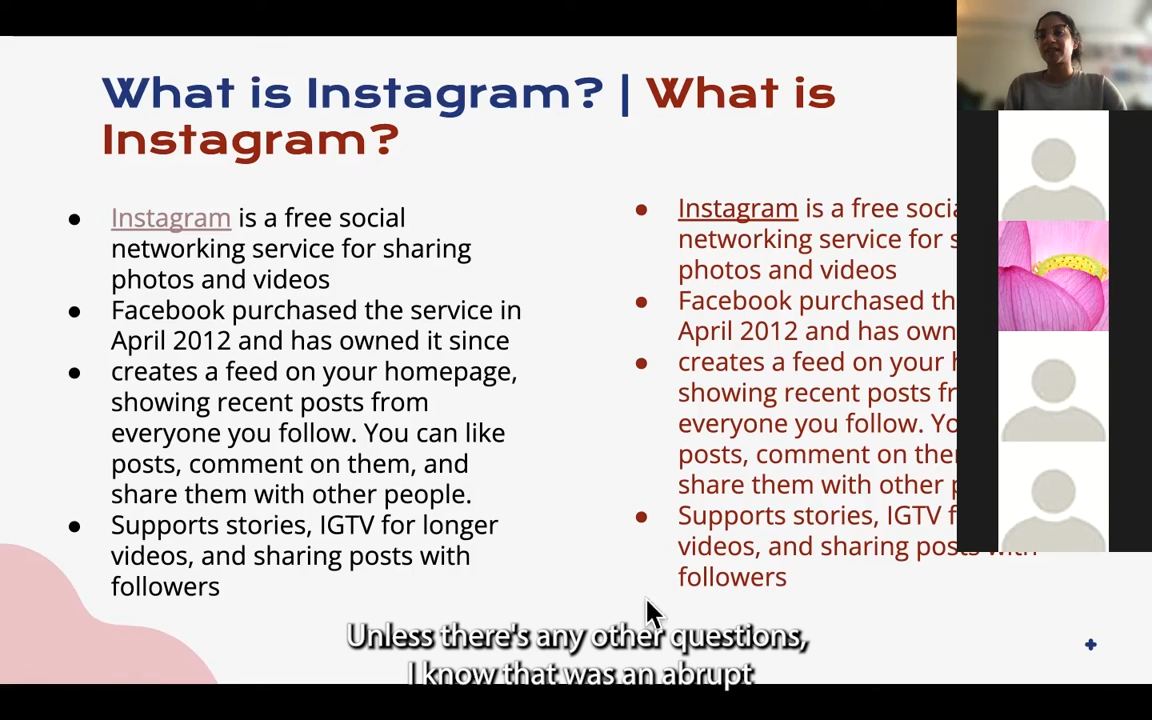 What is Instagram? | What is
Instagram?
● Instagram is a free social
networking service for sharing
photos and videos
● Facebook purchased the service in
April 2012 and has owned it since
● creates a feed on your homepage,
showing recent posts from
everyone you follow. You can like
posts, comment on them, and
share them with other people.
● Supports stories, IGTV for longer
videos, and sharing posts with
followers
● Instagram is a free
networking service for
photos and videos
● Facebook purchased
April 2012 and has
● creates a feed on your
showing recent posts
everyone you follow.
posts, comment on
share them with other
● Supports stories, IGTV
videos, and sharing posts with
followers
Unless there's any other questions,
I know that was an abrupt